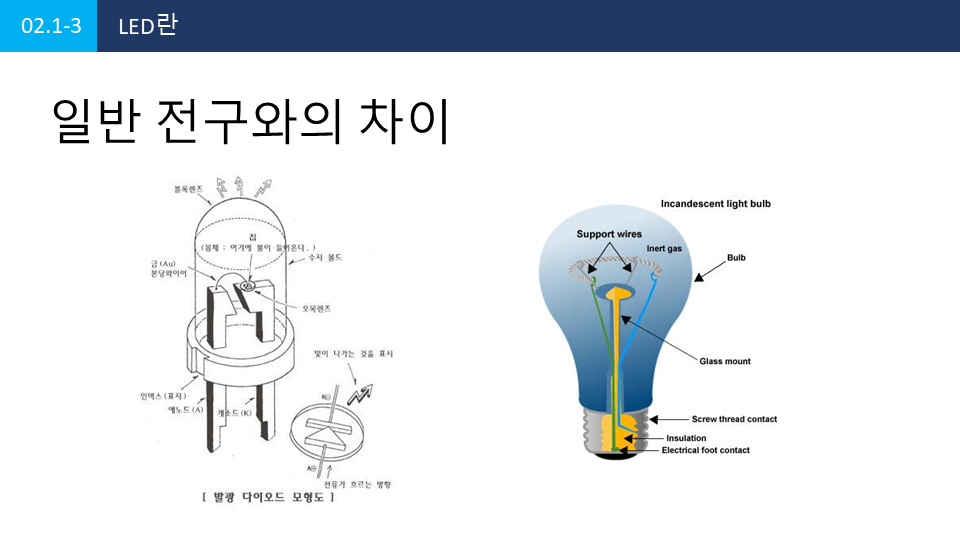 02.1-3
LED란
일반 전구와의 차이
볼록렌즈
칩
(몸체 : 여기에 불이 들어온다.)
금(Au)
본딩와이어
수지 몰드
오목렌즈
빛이 나가는 것을 표시
인덱스(표지)
애노드(A)
캐소드(K)
K⊖
A⊕
전류가 흐르는 방향
[ 발광 다이오드 모형도 ]
Incandescent light bulb
Support wires
Inert gas
Bulb
Glass mount
Screw thread contact
Insulation
Electrical foot contact